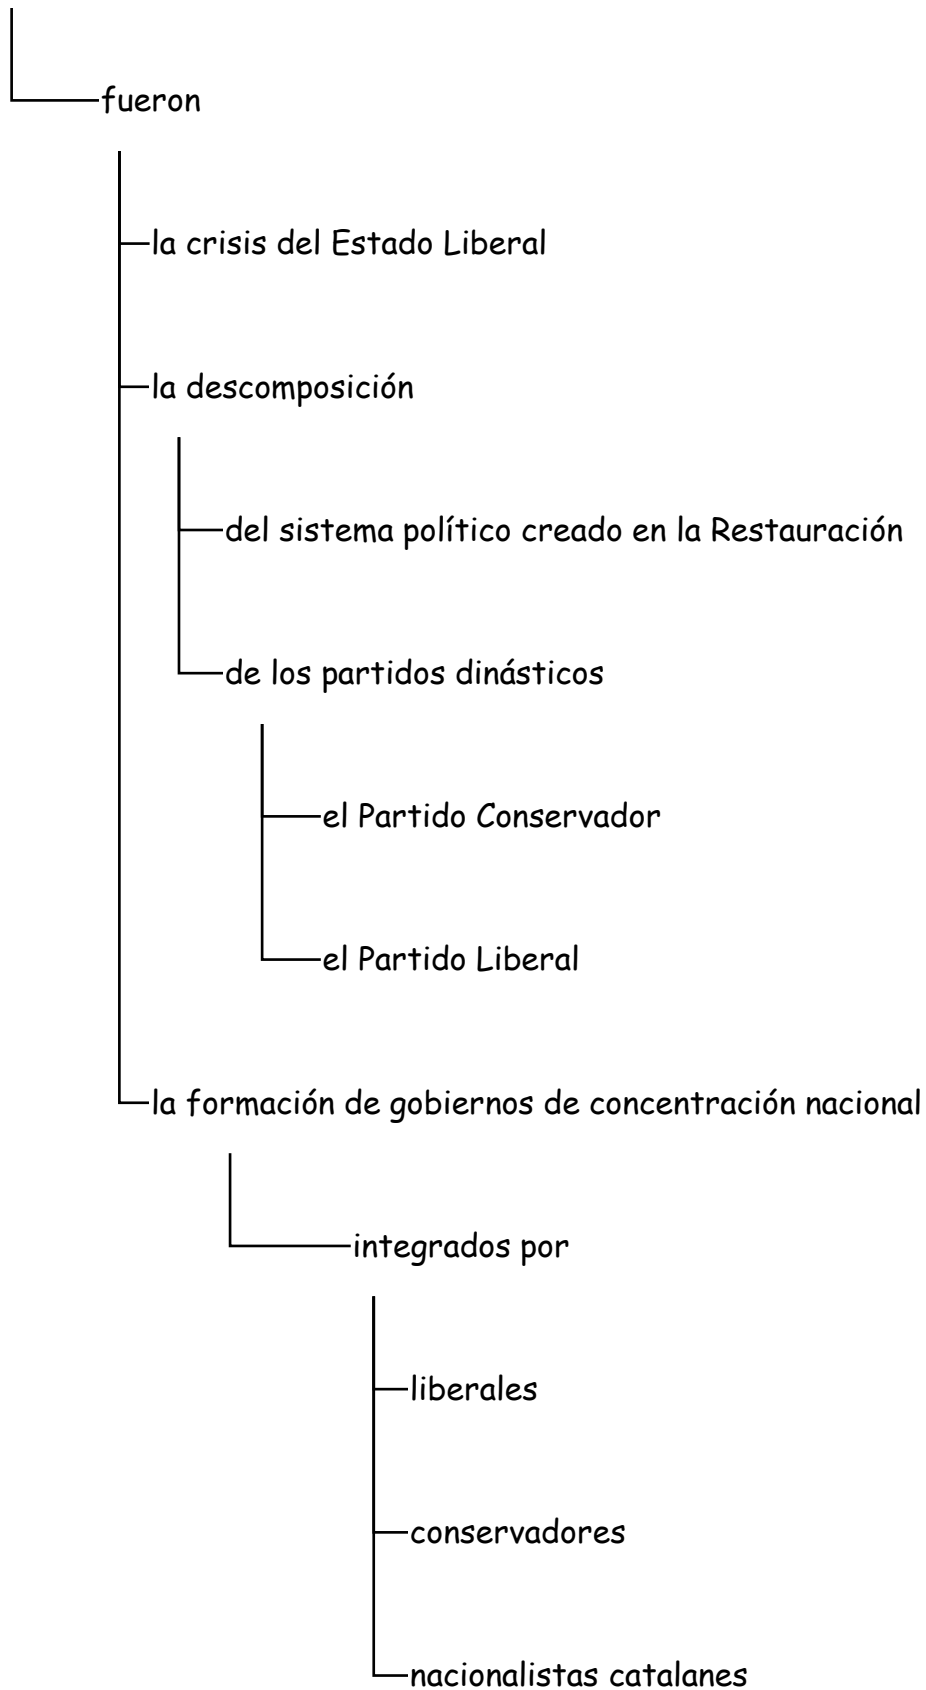 fueron
la crisis del Estado Liberal
la descomposición
del sistema político creado en la Restauración
de los partidos dinásticos
el Partido Conservador
el Partido Liberal
la formación de gobiernos de concentración nacional
integrados por
liberales
conservadores
nacionalistas catalanes